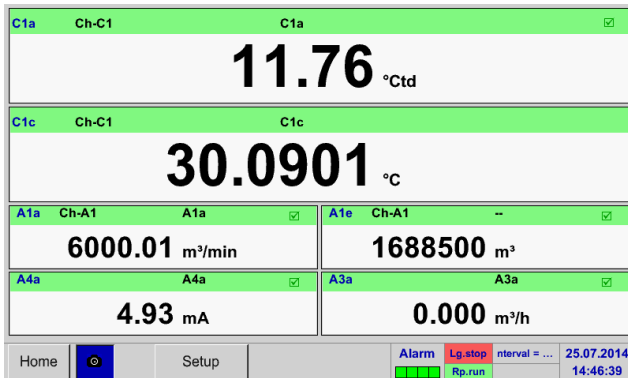 C1a Ch-C1 C1a
11.76 °Ctd
C1c Ch-C1 C1c
30.0901 °C
A1a Ch-A1 A1a
6000.01 m³/min
A1e Ch-A1 --
1688500 m³
A4a A4a
4.93 mA
A3a A3a
0.000 m³/h
Home Setup
Alarm
Lg.stop
Rp.run
nterval = ...
25.07.2014
14:46:39